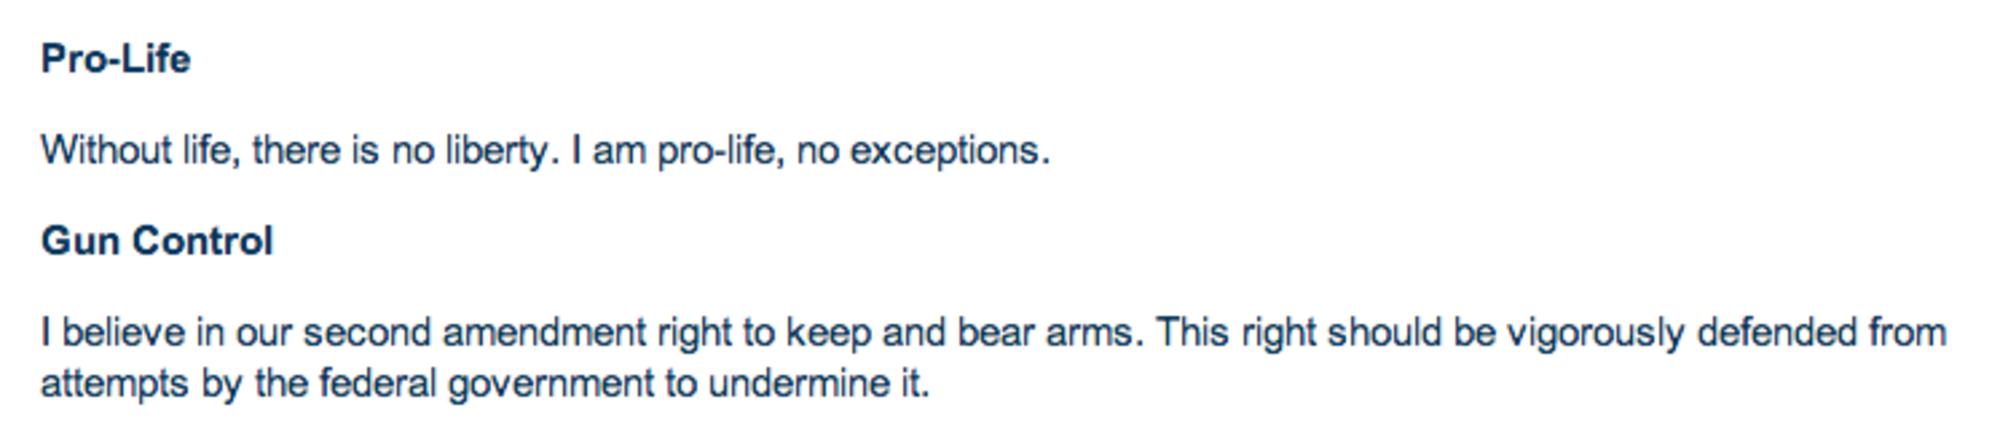 Pro-Life
Without life, there is no liberty. I am pro-life, no exceptions.
Gun Control
I believe in our second amendment right to keep and bear arms. This right should be vigorously defended from
attempts by the federal government to undermine it.